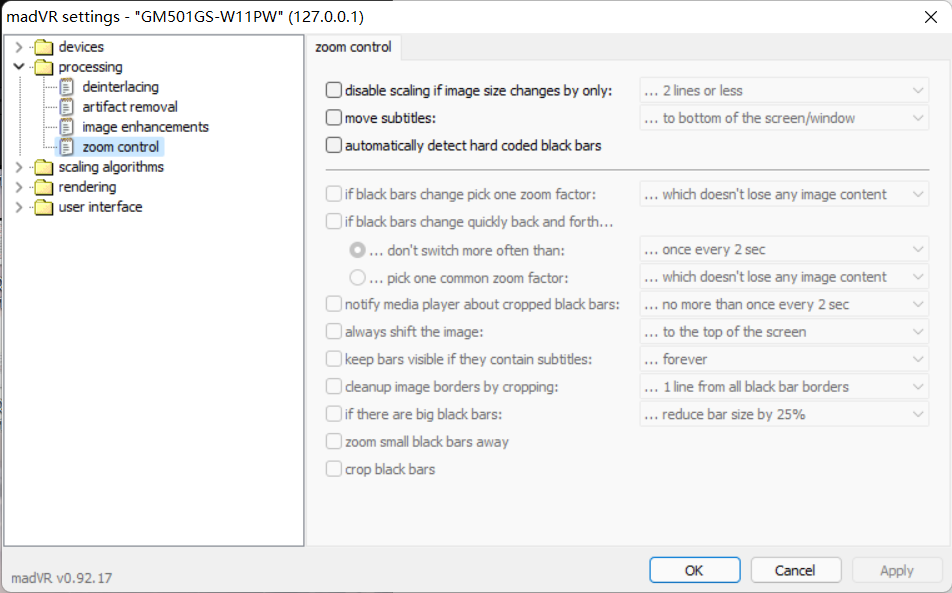 madVR settings - "GM501GS-W11PW" (127.0.0.1)
devices
processing
deinterlacing
artifact removal
image enhancements
zoom control
scaling algorithms
rendering
user interface
zoom control
disable scaling if image size changes by only: ... 2 lines or less
move subtitles: ... to bottom of the screen/window
automatically detect hard coded black bars
if black bars change pick one zoom factor: ... which doesn't lose any image content
if black bars change quickly back and forth...
... don't switch more often than: ... once every 2 sec
... pick one common zoom factor: ... which doesn't lose any image content
notify media player about cropped black bars: ... no more than once every 2 sec
always shift the image: ... to the top of the screen
keep bars visible if they contain subtitles: ... forever
cleanup image borders by cropping: ... 1 line from all black bar borders
if there are big black bars: ... reduce bar size by 25%
zoom small black bars away
crop black bars
madVR v0.92.17
OK Cancel Apply